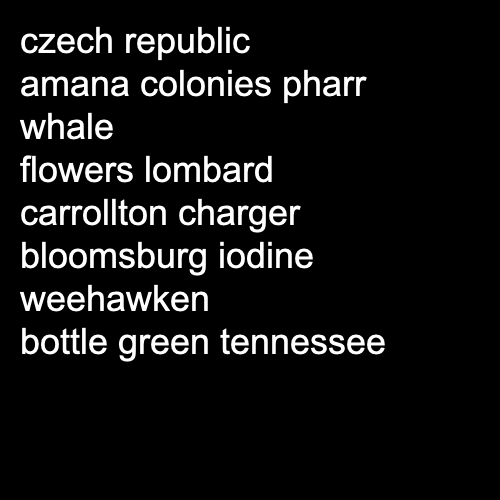 czech republic
amana colonies pharr
whale
flowers lombard
carrollton charger
bloomsburg iodine
weehawken
bottle green tennessee